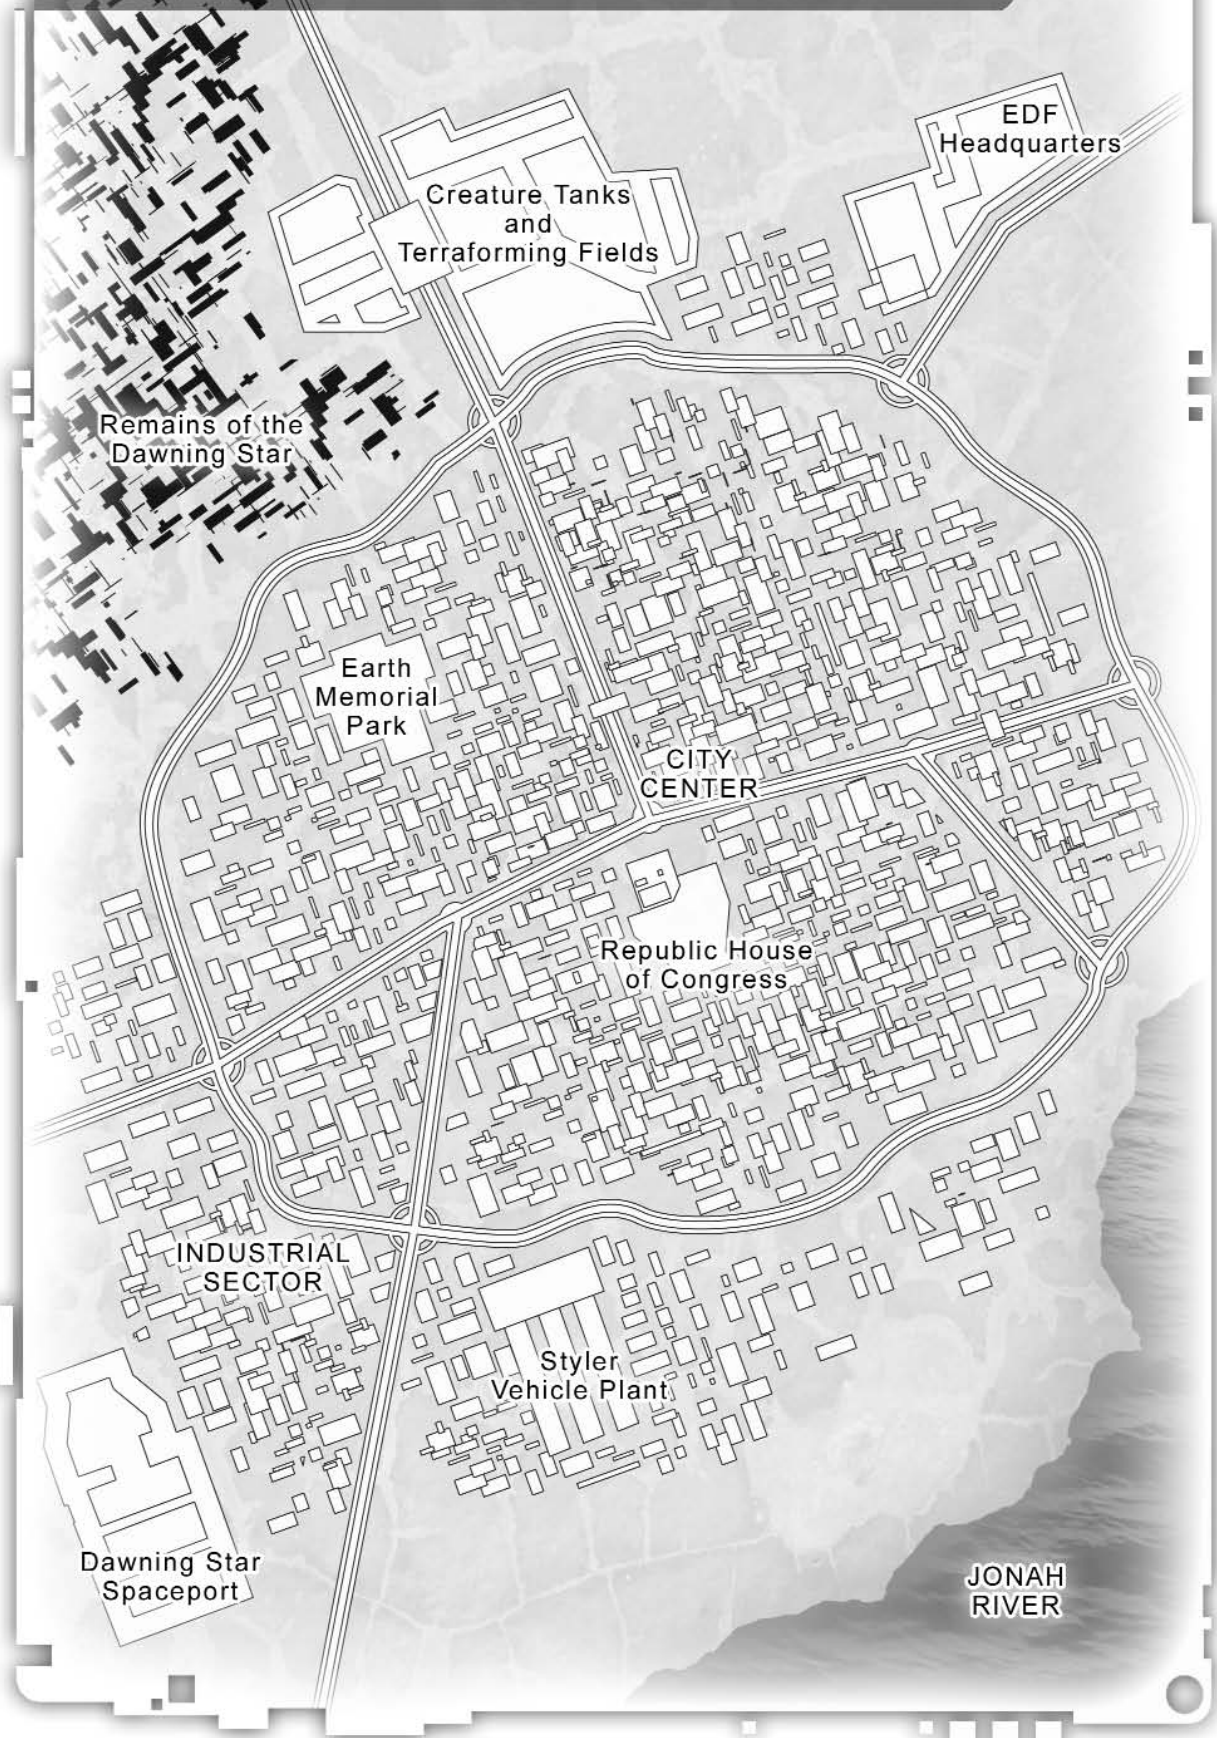 EDF
Headquarters
Creature Tanks
and
Terraforming Fields
Remains of the
Dawning Star
Earth
Memorial
Park
CITY
CENTER
Republic House
of Congress
INDUSTRIAL
SECTOR
Styler
Vehicle Plant
Dawning Star
Spaceport
JONAH
RIVER